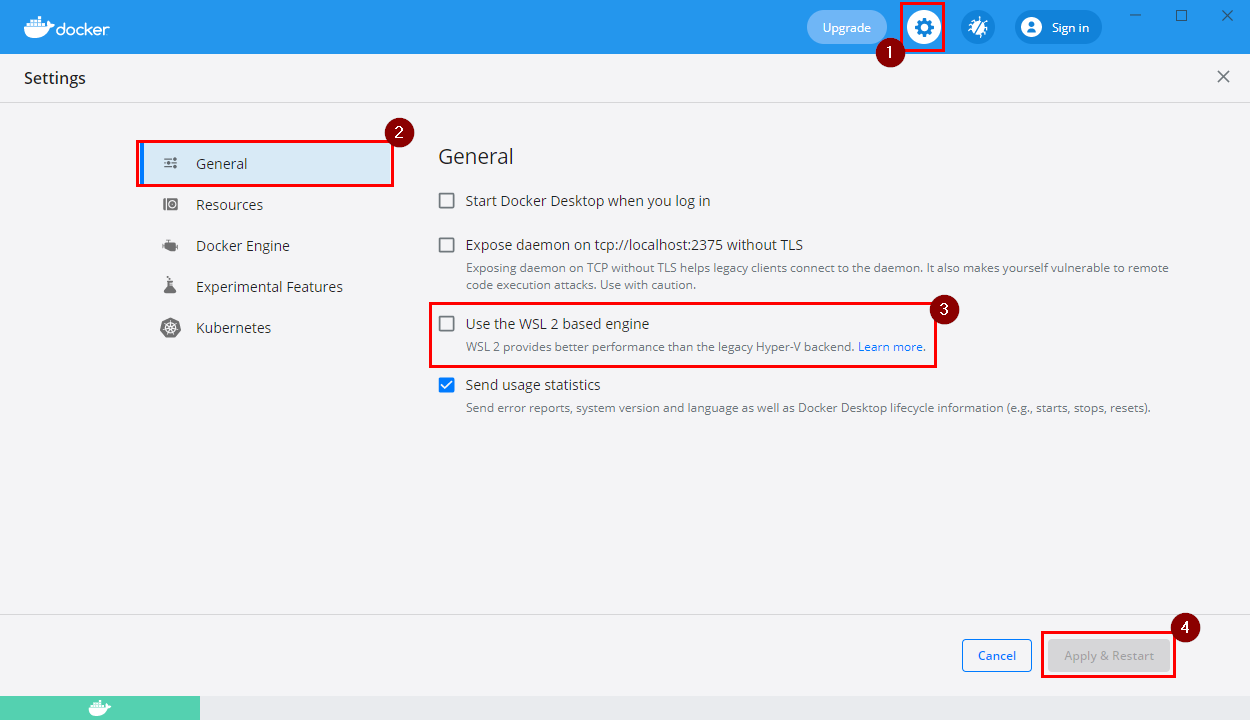 docker
Upgrade
Sign in
1
Settings
2
General
Resources
Docker Engine
Experimental Features
Kubernetes
General
Start Docker Desktop when you log in
Expose daemon on tcp://localhost:2375 without TLS
Exposing daemon on TCP without TLS helps legacy clients connect to the daemon. It also makes yourself vulnerable to remote
code execution attacks. Use with caution.
3
Use the WSL 2 based engine
WSL 2 provides better performance than the legacy Hyper-V backend. Learn more.
Send usage statistics
Send error reports, system version and language as well as Docker Desktop lifecycle information (e.g., starts, stops, resets).
4
Cancel
Apply & Restart